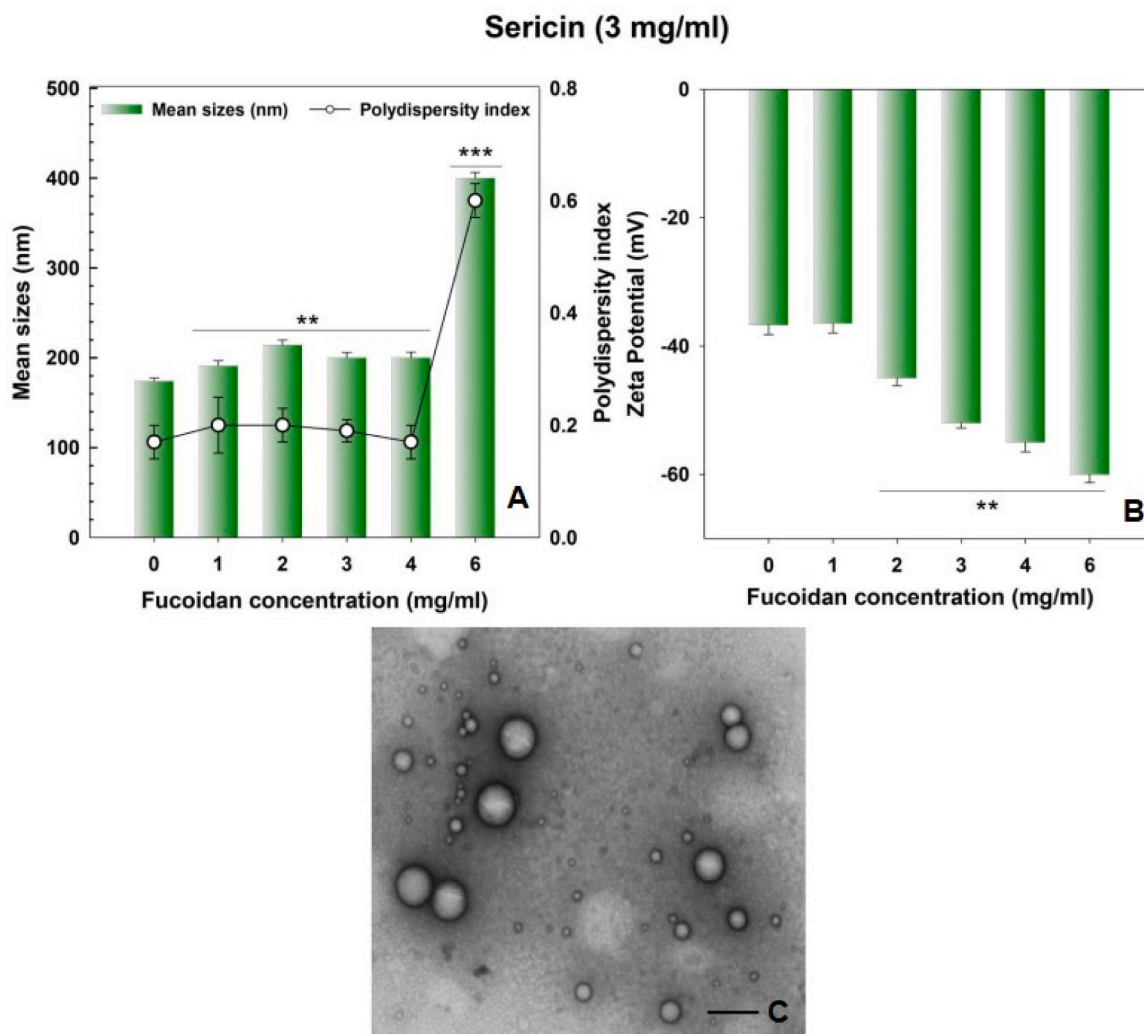 Sericin (3 mg/ml)
500
400
300
200
100
0
Mean sizes (nm)
Mean sizes (nm)
Polydispersity index
***
**
0.8
0.6
0.4
0.2
0.0
Polydispersity index
A
0 1 2 3 4 6
Fucoidan concentration (mg/ml)
0
-20
-40
-60
Zeta Potential (mV)
**
B
0 1 2 3 4 6
Fucoidan concentration (mg/ml)
C